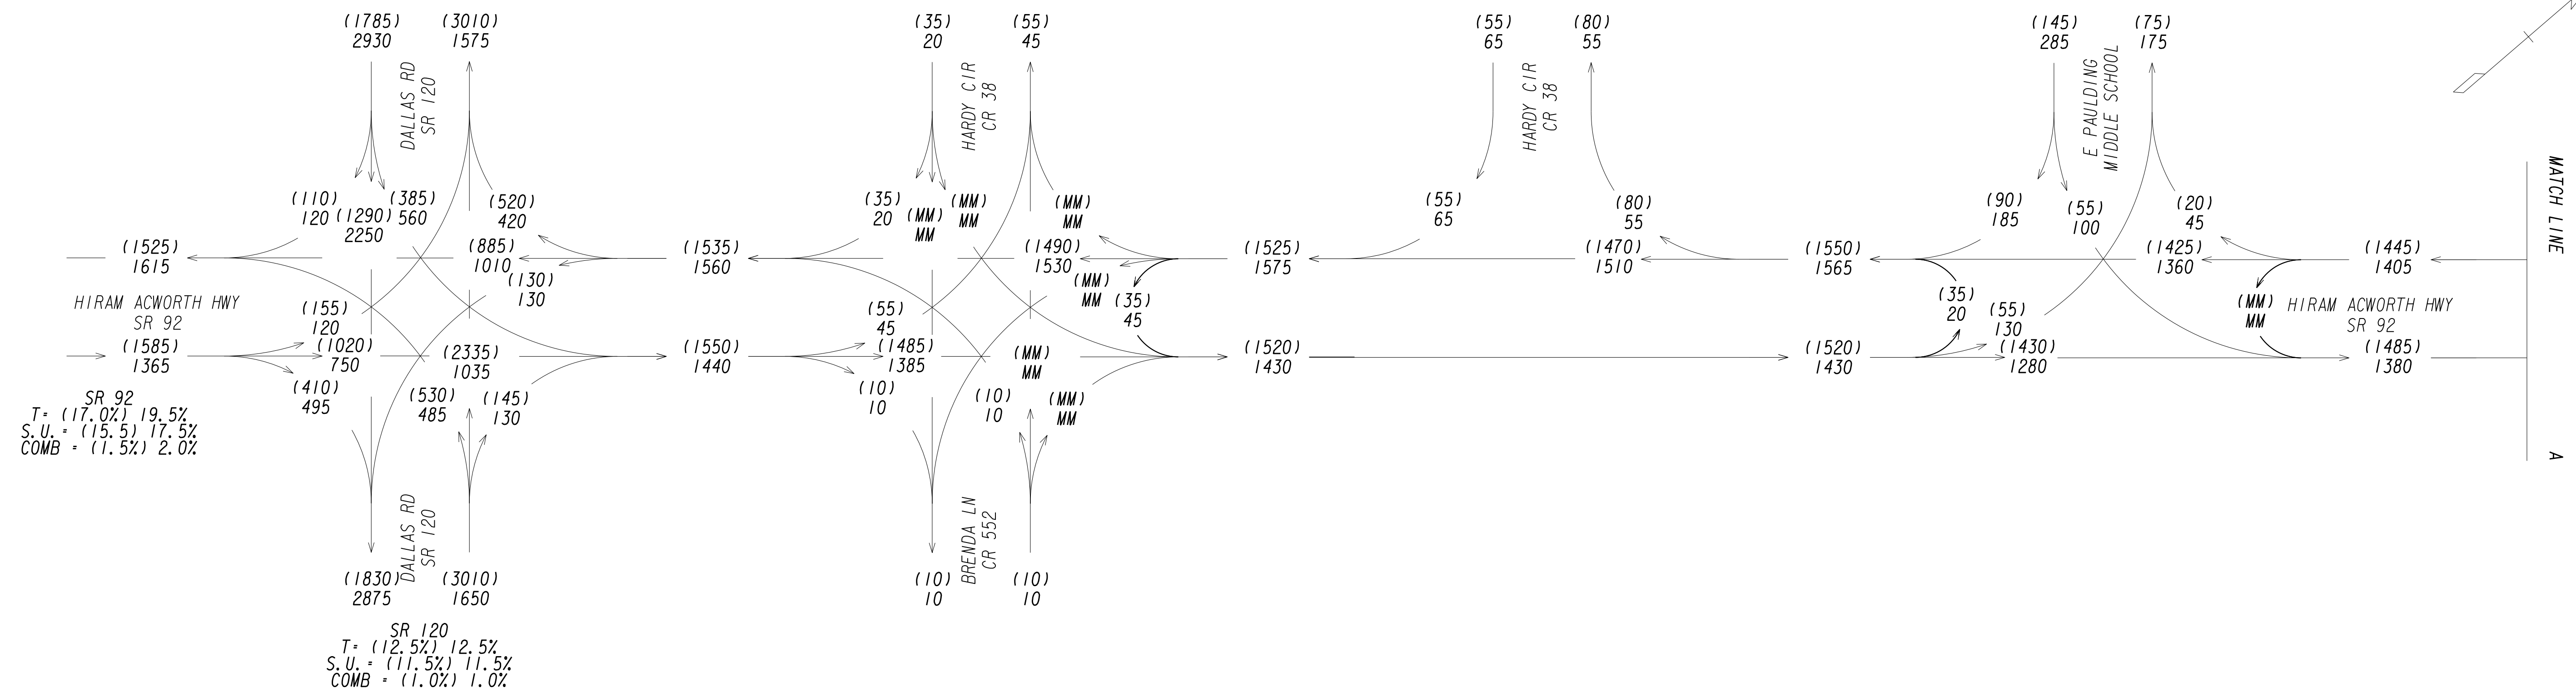 (1785)
2930
(3010)
1575
DALLAS RD
SR 120
(35)
20
(55)
45
HARDY CIR
CR 38
(55)
65
(80)
55
HARDY CIR
CR 38
(145)
285
(75)
175
E PAULDING
MIDDLE SCHOOL
MATCH LINE
A
(110)
120
(1290)
2250
(385)
560
(520)
420
(1525)
1615
(885)
1010
(130)
130
HIRAM ACWORTH HWY
SR 92
(155)
120
(1585)
1365
(1020)
750
(410)
495
(2335)
1035
(530)
485
(145)
130
SR 92
T= (17.0%) 19.5%
S.U.= (15.5) 17.5%
COMB = (1.5%) 2.0%
DALLAS RD
SR 120
(1830)
2875
(3010)
1650
SR 120
T= (12.5%) 12.5%
S.U.= (11.5%) 11.5%
COMB = (1.0%) 1.0%
(1535)
1560
(1550)
1440
(35)
20
(MM)
MM
(MM)
MM
(MM)
MM
(1490)
1530
(MM)
MM
(35)
45
(55)
45
(1485)
1385
(10)
10
(MM)
MM
(10)
10
(MM)
MM
BRENDA LN
CR 552
(10)
10
(10)
10
(1525)
1575
(1520)
1430
(55)
65
(80)
55
(1470)
1510
(1550)
1565
(1520)
1430
(90)
185
(55)
100
(20)
45
(1425)
1360
(1445)
1405
(35)
20
(55)
130
(1430)
1280
(MM)
MM
HIRAM ACWORTH HWY
SR 92
(1485)
1380